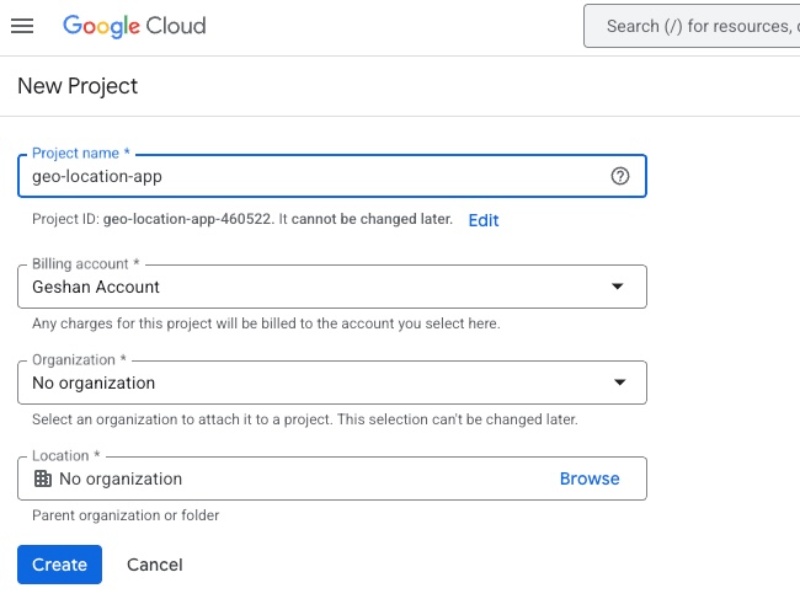 Google Cloud
Search (/) for resources,
New Project
Project name *
geo-location-app
Project ID: geo-location-app-460522. It cannot be changed later. Edit
Billing account *
Geshan Account
Any charges for this project will be billed to the account you select here.
Organization *
No organization
Select an organization to attach it to a project. This selection can't be changed later.
Location *
No organization Browse
Parent organization or folder
Create Cancel